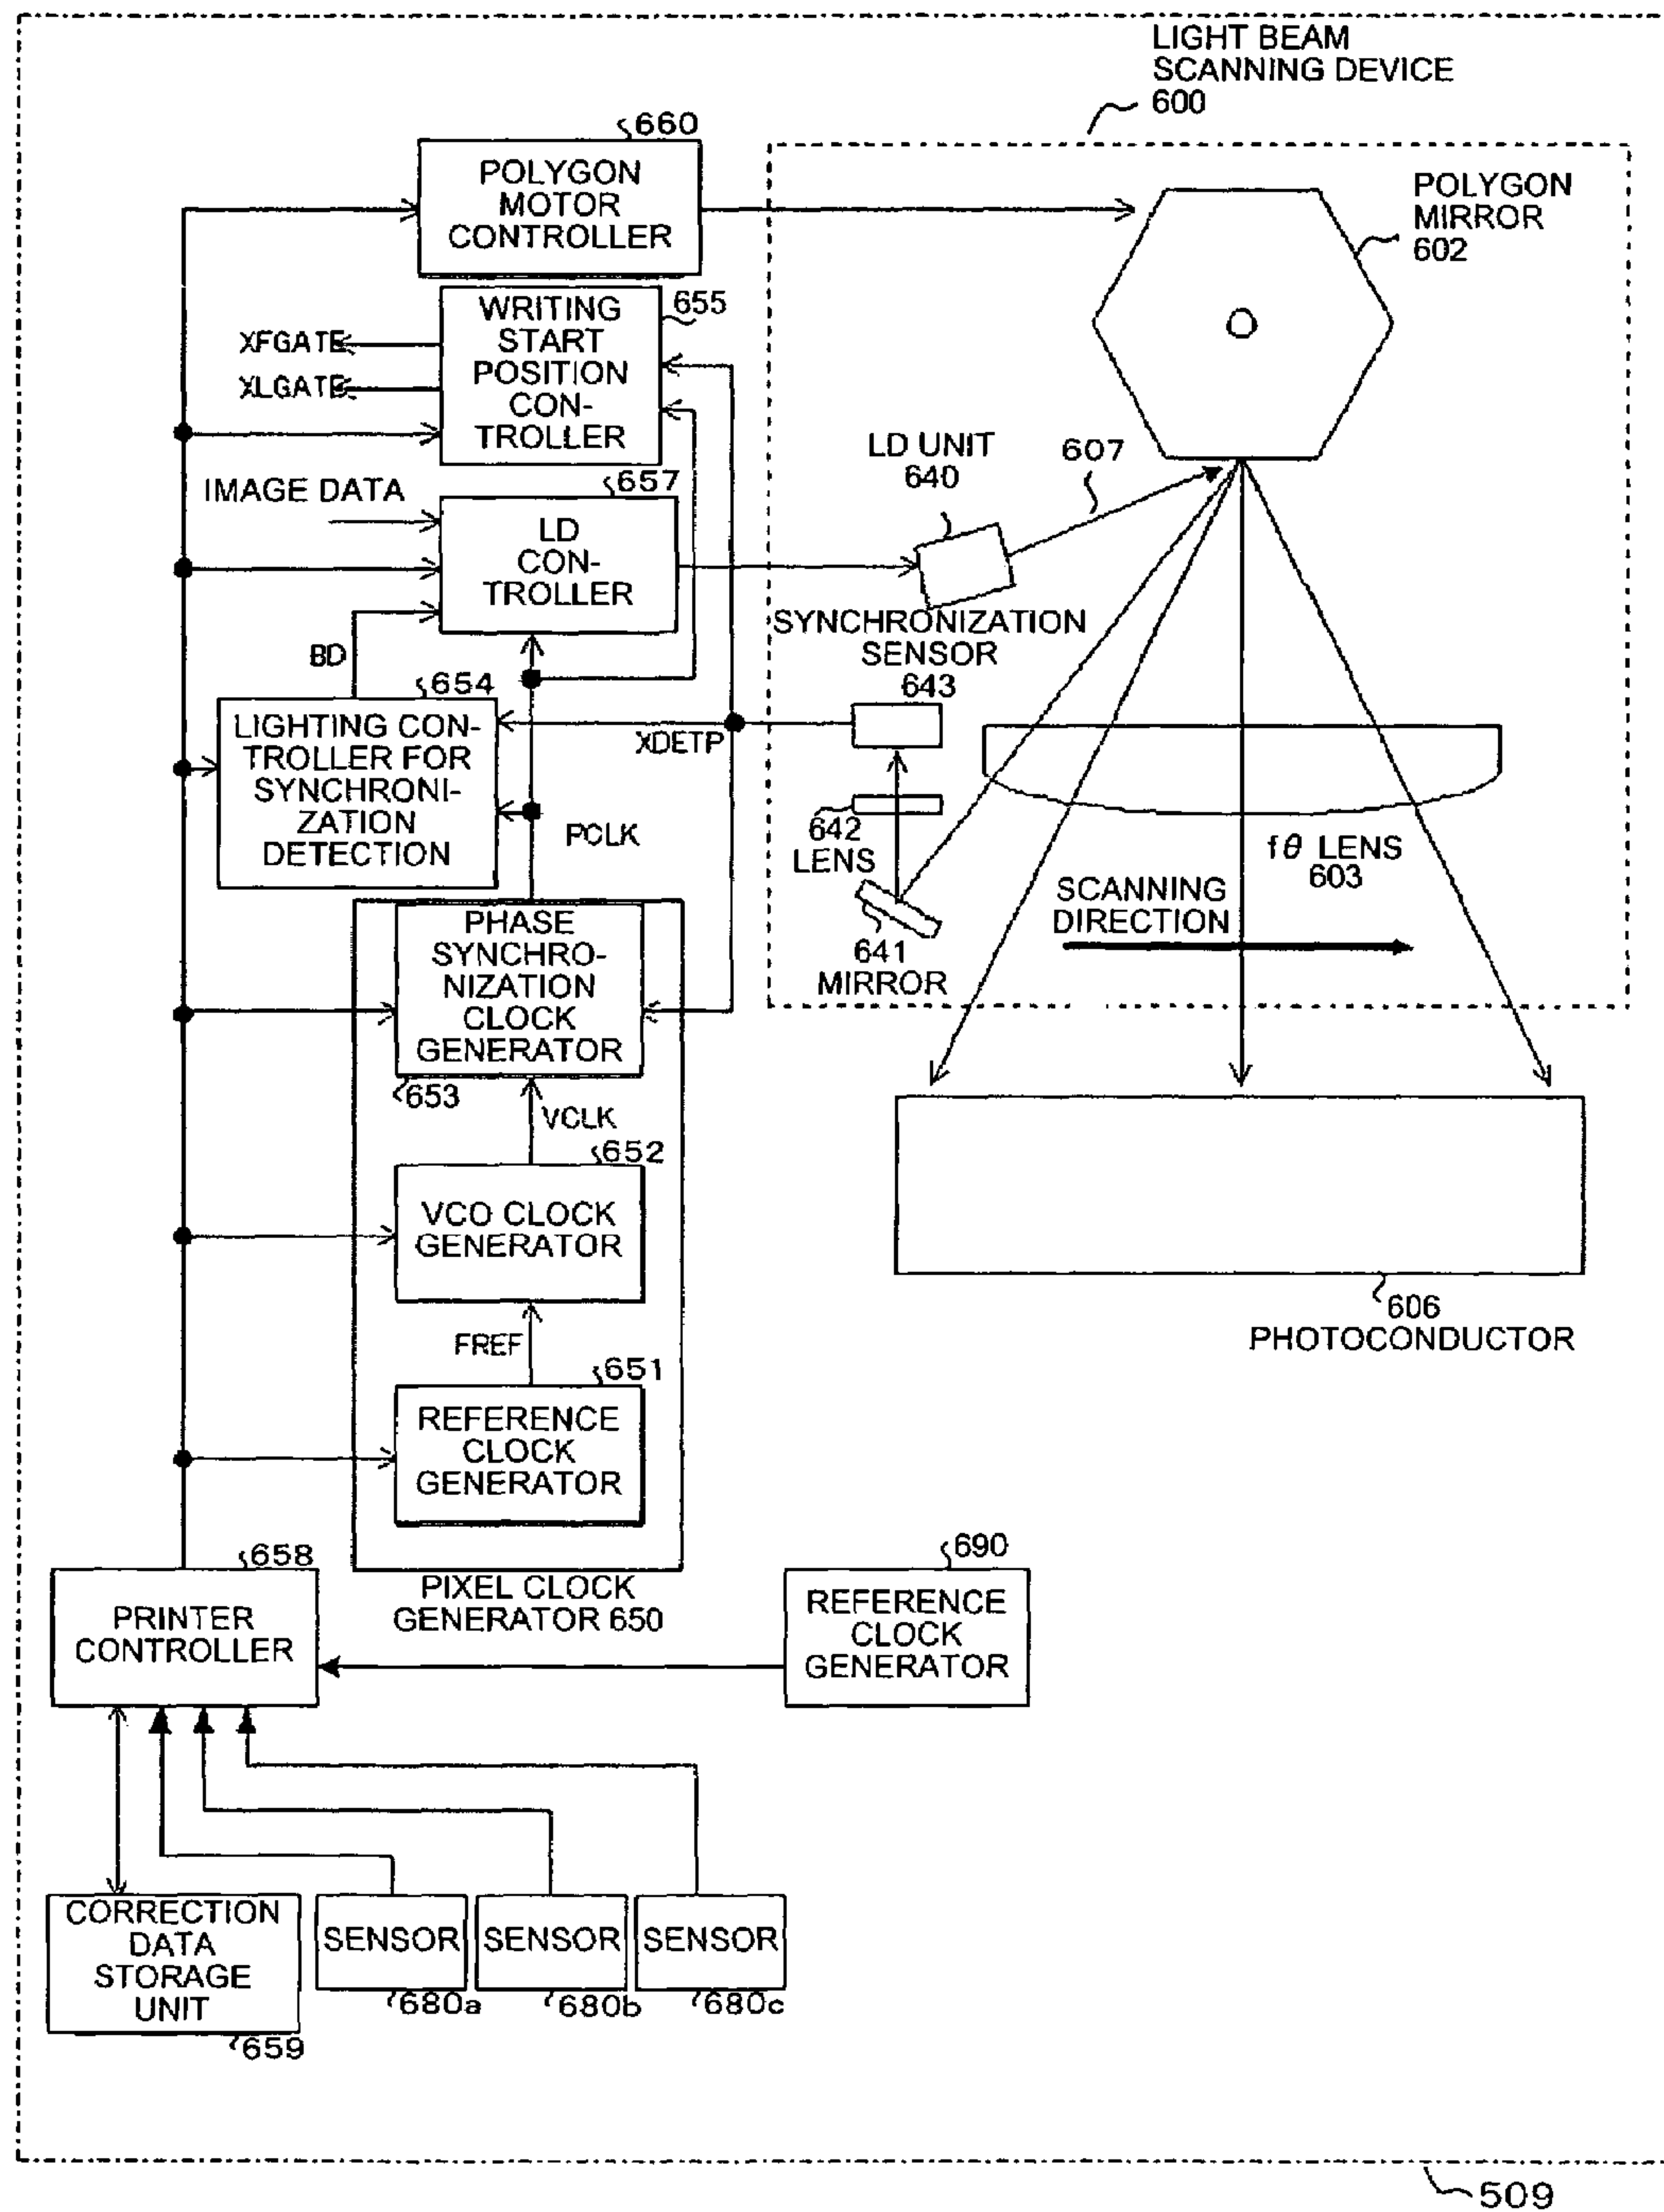 LIGHT BEAM
SCANNING DEVICE
600
660
POLYGON
MOTOR
CONTROLLER
POLYGON
MIRROR
602
655
WRITING
START
POSITION
CON-
TROLLER
XFGATE
XLGATE
LD UNIT
640
607
IMAGE DATA
657
LD
CON-
TROLLER
SYNCHRONIZATION
SENSOR
643
BD
654
LIGHTING CON-
TROLLER FOR
SYNCHRONI-
ZATION
DETECTION
XDETP
PCLK
642
LENS
fθ LENS
603
SCANNING
DIRECTION
641
MIRROR
PHASE
SYNCHRO-
NIZATION
CLOCK
GENERATOR
653
VCLK
652
VCO CLOCK
GENERATOR
606
PHOTOCONDUCTOR
FREF
651
REFERENCE
CLOCK
GENERATOR
658
PRINTER
CONTROLLER
PIXEL CLOCK
GENERATOR 650
690
REFERENCE
CLOCK
GENERATOR
CORRECTION
DATA
STORAGE
UNIT
659
SENSOR
680a
SENSOR
680b
SENSOR
680c
509